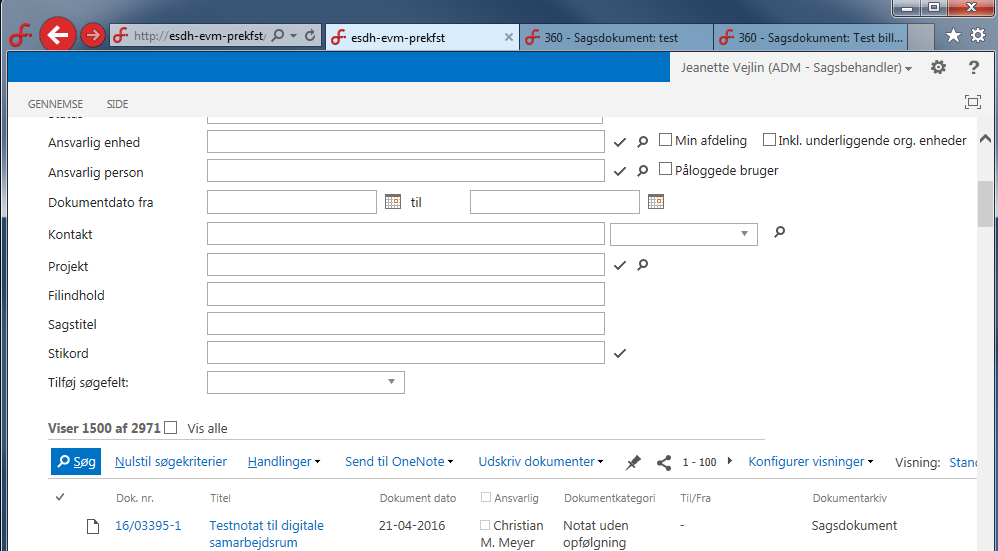 http://esdh-evm-prekfst/
esdh-evm-prekfst
360 - Sagsdokument: test
360 - Sagsdokument: Test bill...
Jeanette Vejlin (ADM - Sagsbehandler)
?
GENNEMSE SIDE
Status
Ansvarlig enhed Min afdeling Inkl. underliggende org. enheder
Ansvarlig person Påloggede bruger
Dokumentdato fra til
Kontakt
Projekt
Filindhold
Sagstitel
Stikord
Tilføj søgefelt:
Viser 1500 af 2971 Vis alle
Søg Nulstil søgekriterier Handlinger Send til OneNote Udskriv dokumenter 1 - 100 Konfigurer visninger Visning: Stand
Dok. nr. Titel Dokument dato Ansvarlig Dokumentkategori Til/Fra Dokumentarkiv
16/03395-1 Testnotat til digitale 21-04-2016 Christian Notat uden - Sagsdokument
samarbejdsrum M. Meyer opfølgning